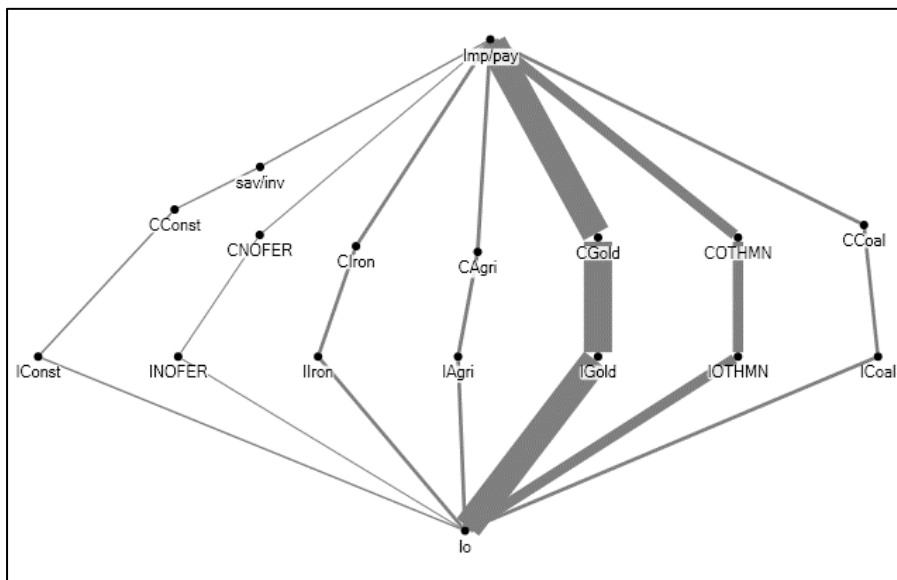 Imp/pay
sav/inv
CConst
CNOFER
CIron
CAgri
CGold
COTHMN
CCoal
IConst
INOFER
IIron
IAgri
IGold
IOTHMN
ICoal
Io